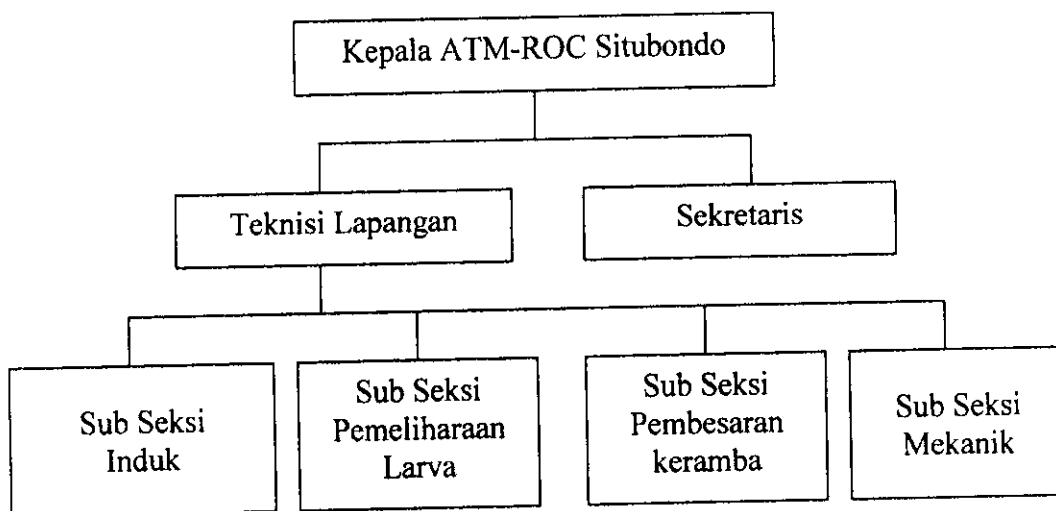 Kepala ATM-ROC Situbondo
Teknisi Lapangan
Sekretaris
Sub Seksi
Induk
Sub Seksi
Pemeliharaan
Larva
Sub Seksi
Pembesaran
keramba
Sub Seksi
Mekanik